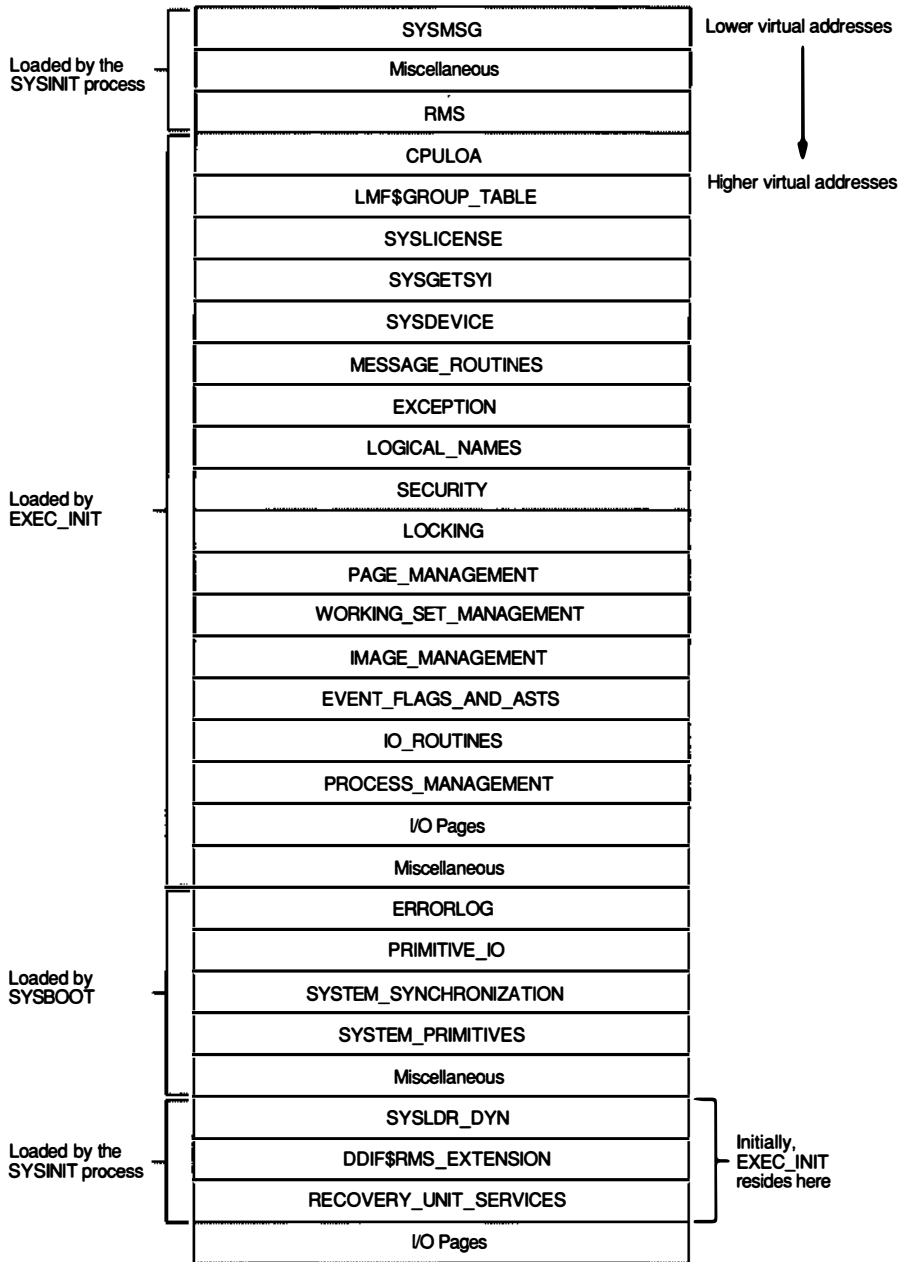 SYSMSG
Lower virtual addresses
Loaded by the
SYSINIT process
Miscellaneous
RMS
CPULOA
Higher virtual addresses
LMF$GROUP_TABLE
SYSLICENSE
SYSGETSYI
SYSDEVICE
MESSAGE_ROUTINES
EXCEPTION
LOGICAL_NAMES
Loaded by
EXEC_INIT
SECURITY
LOCKING
PAGE_MANAGEMENT
WORKING_SET_MANAGEMENT
IMAGE_MANAGEMENT
EVENT_FLAGS_AND_ASTS
IO_ROUTINES
PROCESS_MANAGEMENT
I/O Pages
Miscellaneous
ERRORLOG
PRIMITIVE_IO
Loaded by
SYSBOOT
SYSTEM_SYNCHRONIZATION
SYSTEM_PRIMITIVES
Miscellaneous
SYSLDR_DYN
Loaded by the
SYSINIT process
DDIF$RMS_EXTENSION
Initially,
EXEC_INIT
resides here
RECOVERY_UNIT_SERVICES
I/O Pages